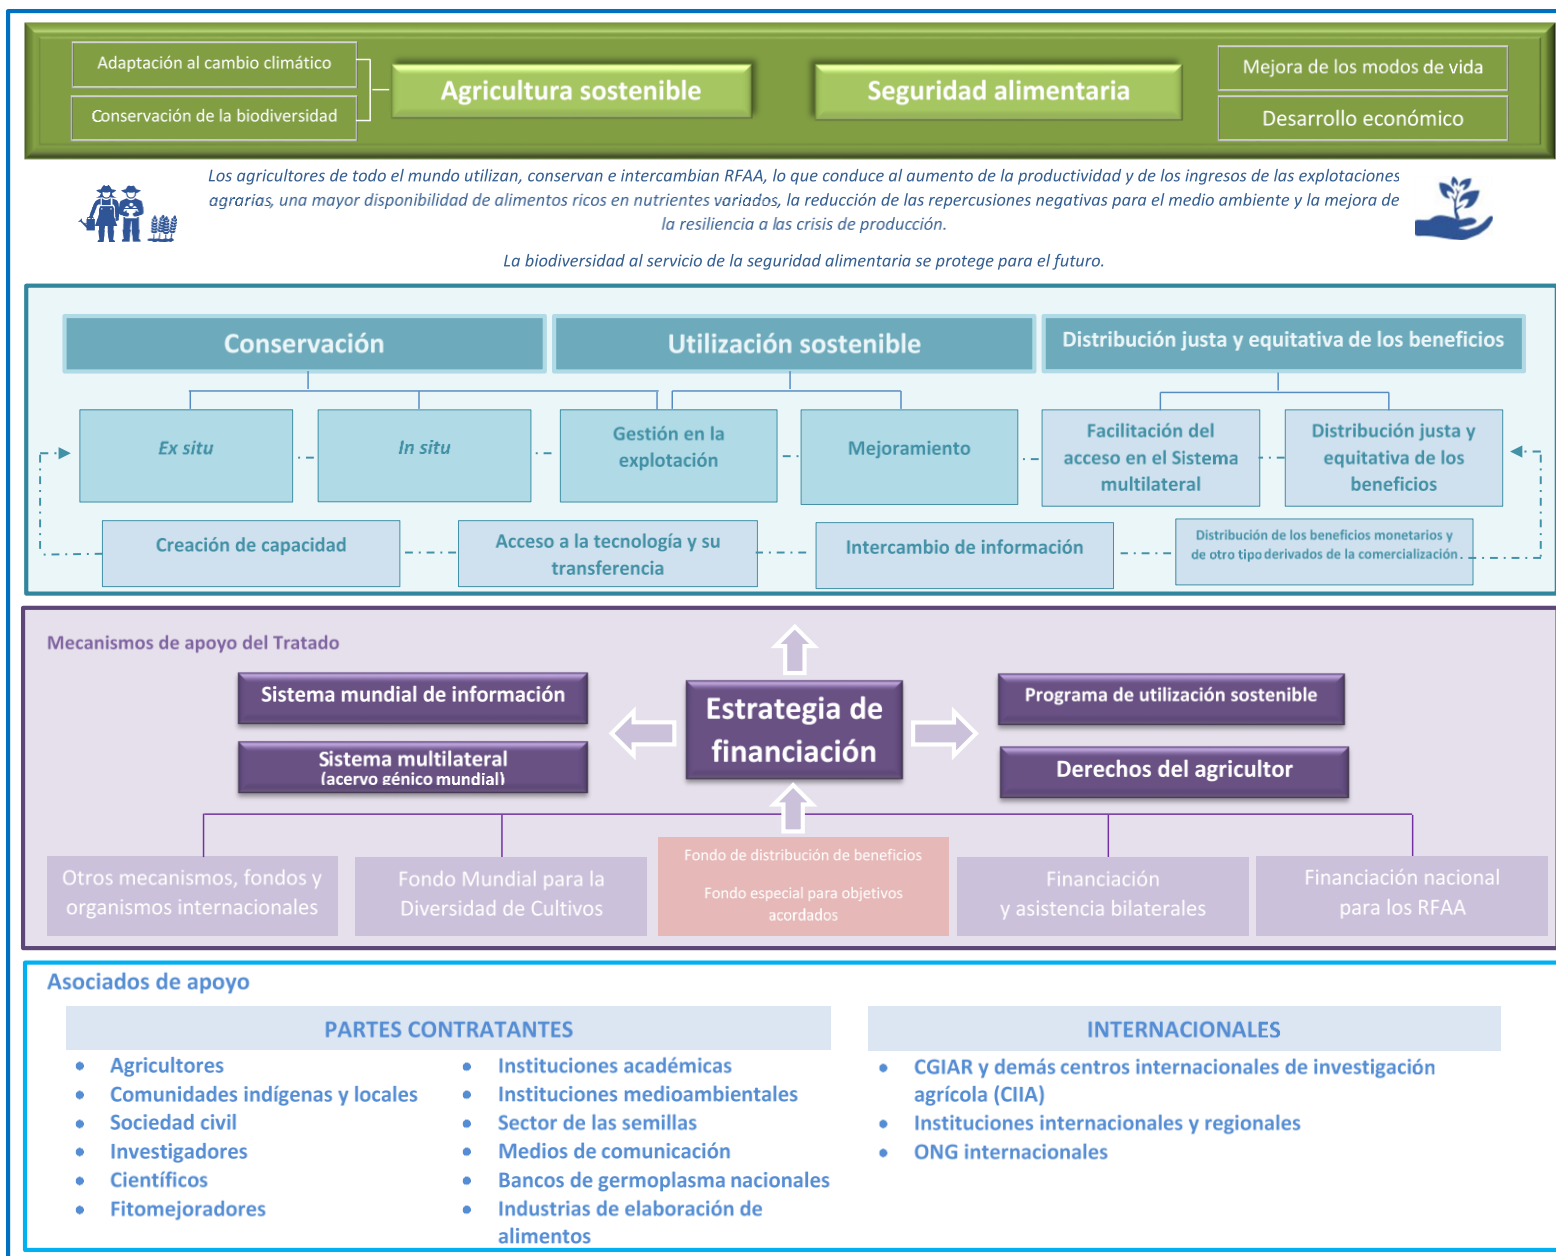 Adaptación al cambio climático
Conservación de la biodiversidad
Agricultura sostenible
Seguridad alimentaria
Mejora de los modos de vida
Desarrollo económico
Los agricultores de todo el mundo utilizan, conservan e intercambian RFAA, lo que conduce al aumento de la productividad y de los ingresos de las explotaciones
agrarias, una mayor disponibilidad de alimentos ricos en nutrientes variados, la reducción de las repercusiones negativas para el medio ambiente y la mejora de
la resiliencia a las crisis de producción.
La biodiversidad al servicio de la seguridad alimentaria se protege para el futuro.
Conservación
Utilización sostenible
Distribución justa y equitativa de los beneficios
Ex situ
In situ
Gestión en la
explotación
Mejoramiento
Facilitación del
acceso en el Sistema
multilateral
Distribución justa y
equitativa de los
beneficios
Creación de capacidad
Acceso a la tecnología y su
transferencia
Intercambio de información
Distribución de los beneficios monetarios y
de otro tipo derivados de la comercialización.
Mecanismos de apoyo del Tratado
Sistema mundial de información
Sistema multilateral
(acervo génico mundial)
Estrategia de
financiación
Programa de utilización sostenible
Derechos del agricultor
Otros mecanismos, fondos y
organismos internacionales
Fondo Mundial para la
Diversidad de Cultivos
Fondo de distribución de beneficios
Fondo especial para objetivos
acordados
Financiación
y asistencia bilaterales
Financiación nacional
para los RFAA
Asociados de apoyo
PARTES CONTRATANTES
• Agricultores
• Comunidades indígenas y locales
• Sociedad civil
• Investigadores
• Científicos
• Fitomejoradores
• Instituciones académicas
• Instituciones medioambientales
• Sector de las semillas
• Medios de comunicación
• Bancos de germoplasma nacionales
• Industrias de elaboración de
alimentos
INTERNACIONALES
• CGIAR y demás centros internacionales de investigación
agrícola (CIIA)
• Instituciones internacionales y regionales
• ONG internacionales